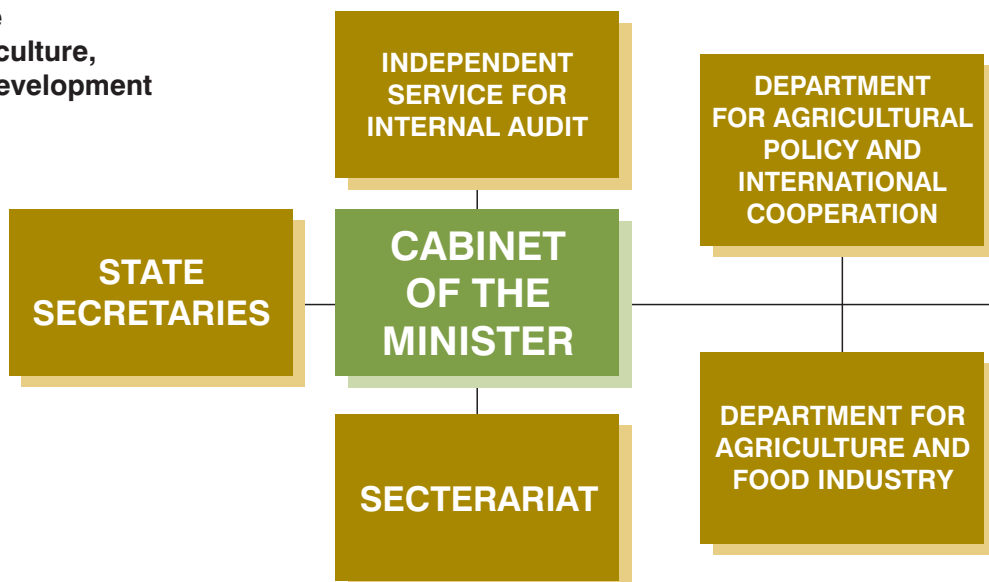 culture,
evelopment
INDEPENDENT
SERVICE FOR
INTERNAL AUDIT
DEPARTMENT
FOR AGRICULTURAL
POLICY AND
INTERNATIONAL
COOPERATION
STATE
SECRETARIES
CABINET
OF THE
MINISTER
SECTERARIAT
DEPARTMENT FOR
AGRICULTURE AND
FOOD INDUSTRY